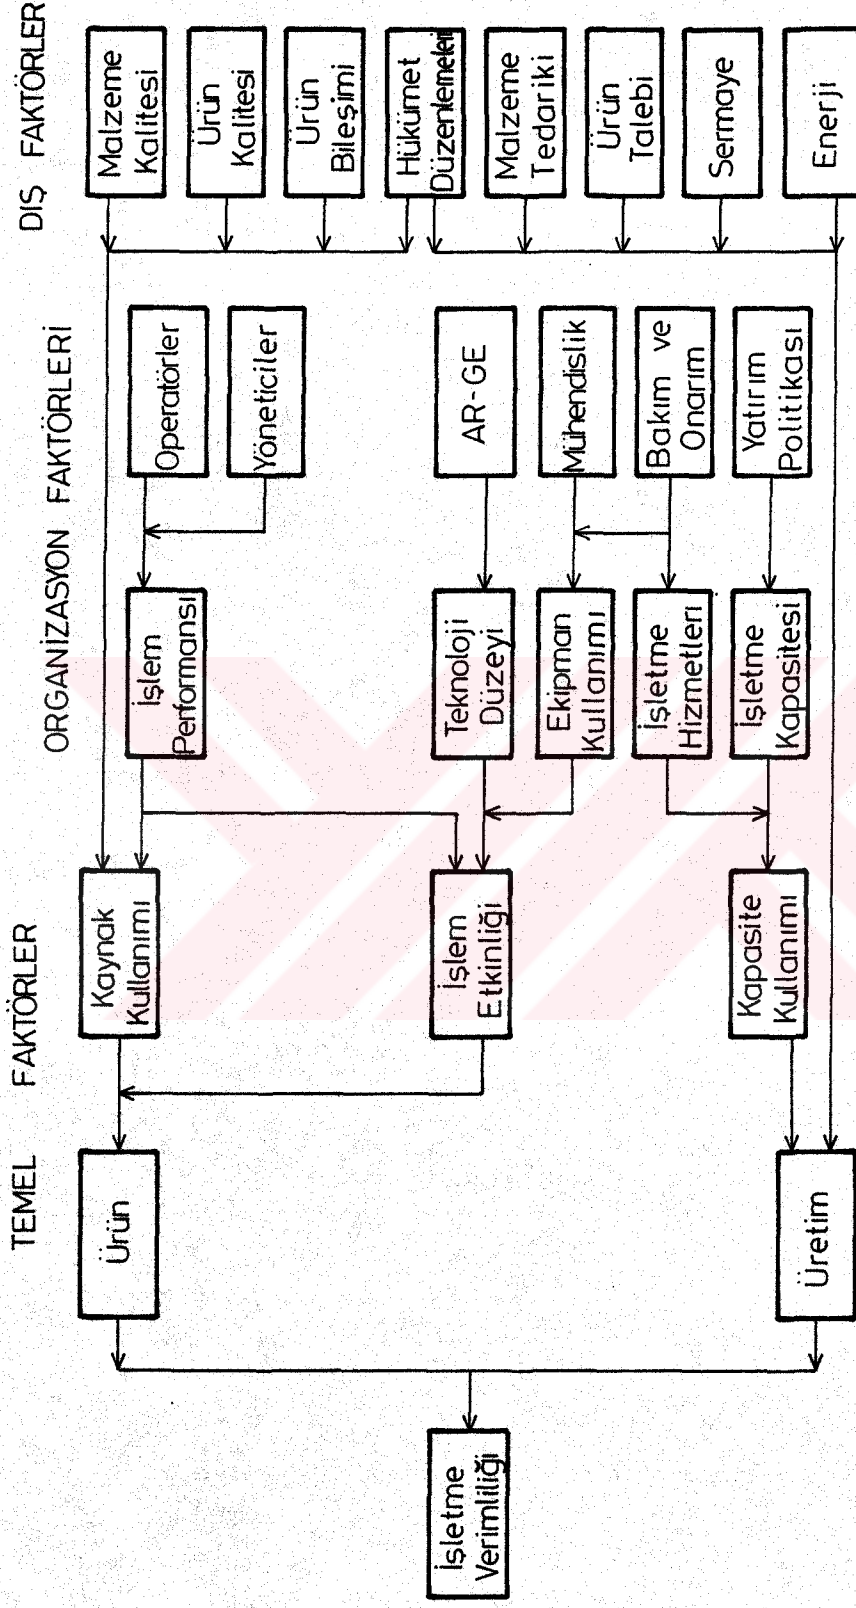 TEMEL FAKTÖRLER
ORGANİZASYON FAKTÖRLERİ
DIŞ FAKTÖRLER
İşletme
Verimliliği
Ürün
Üretim
Kaynak
Kullanımı
İşlem
Etkinliği
Kapasite
Kullanımı
İşlem
Performansı
Teknoloji
Düzeyi
Ekipman
Kullanımı
İşletme
Hizmetleri
İşletme
Kapasitesi
Operatörler
Yöneticiler
AR-GE
Mühendislik
Bakım ve
Onarım
Yatırım
Politikası
Malzeme
Kalitesi
Ürün
Kalitesi
Ürün
Bileşimi
Hükümet
Düzenlemeleri
Malzeme
Tedariki
Ürün
Talebi
Sermaye
Enerji